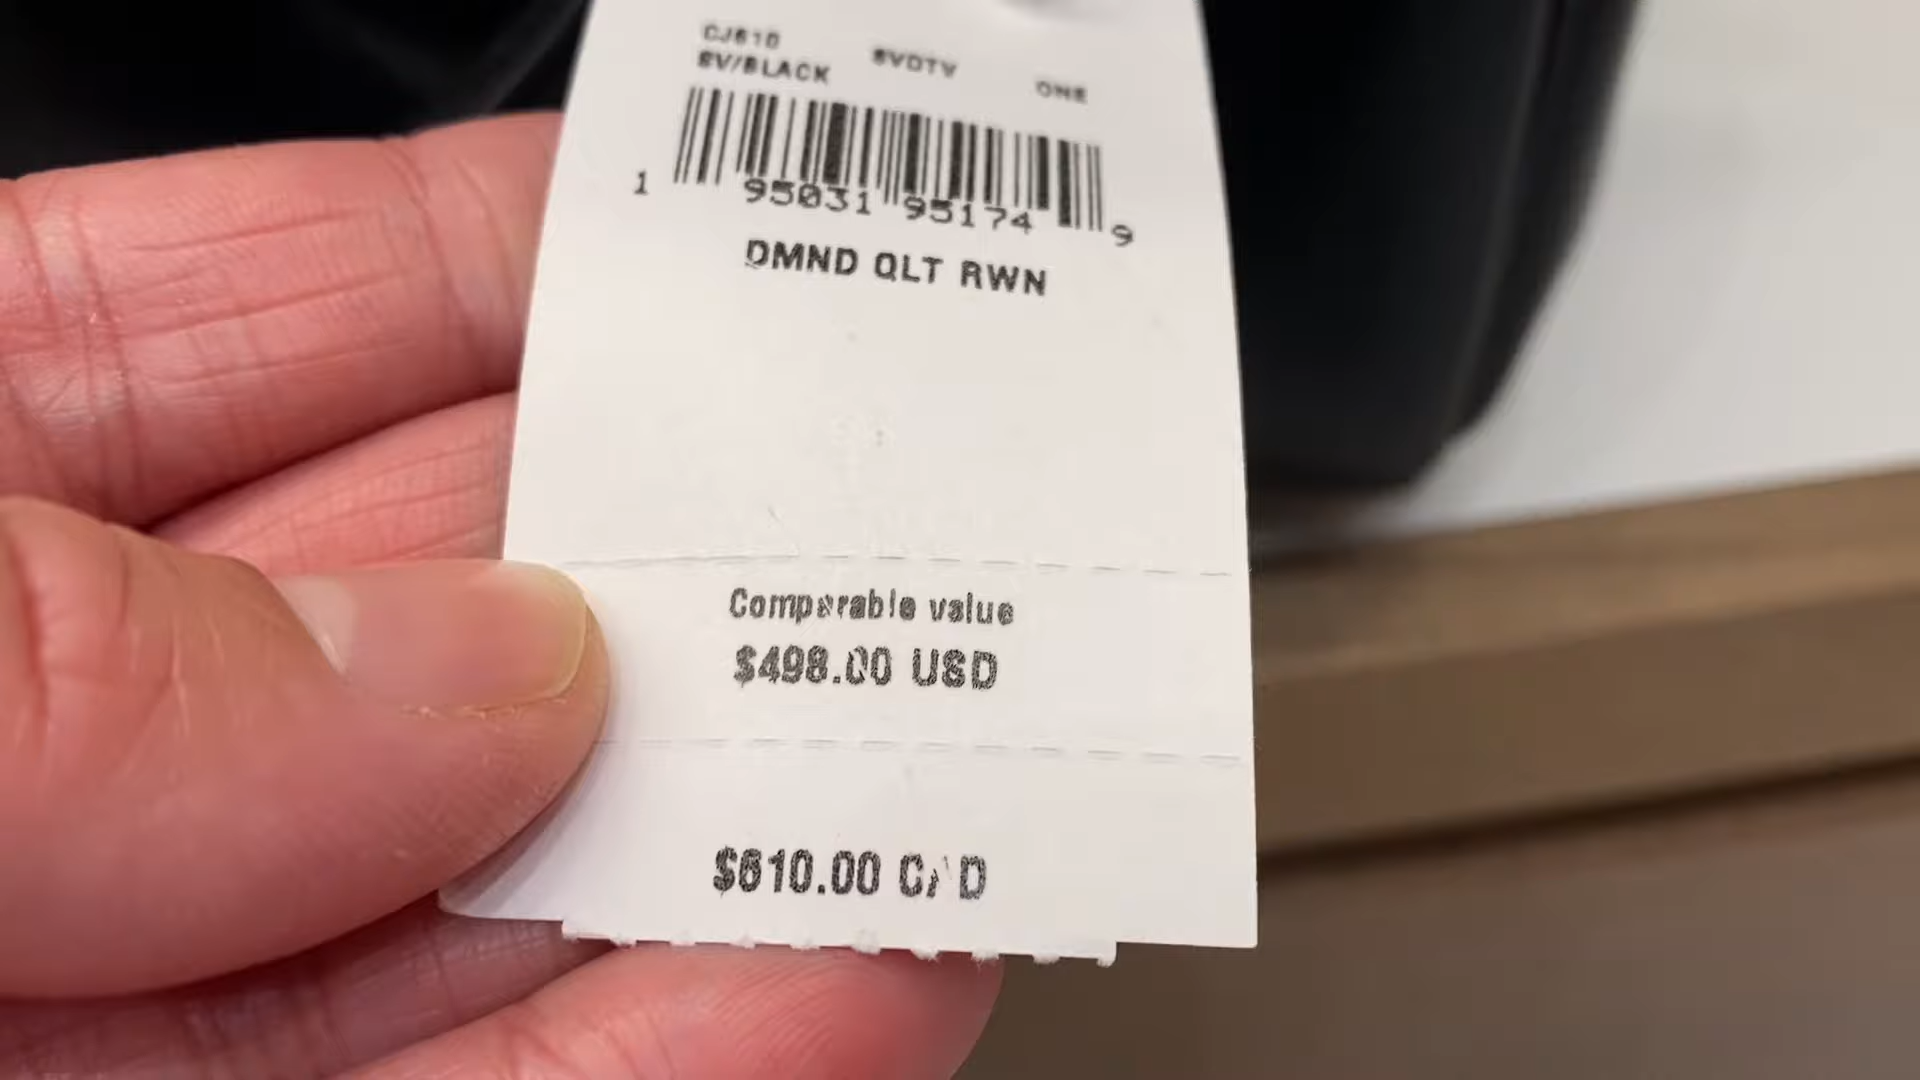 CJ610 SVDTV ONE
SV/BLACK
1 95031 95174 9
DMND QLT RWN
Comparable value
$498.00 USD
$610.00 CAD